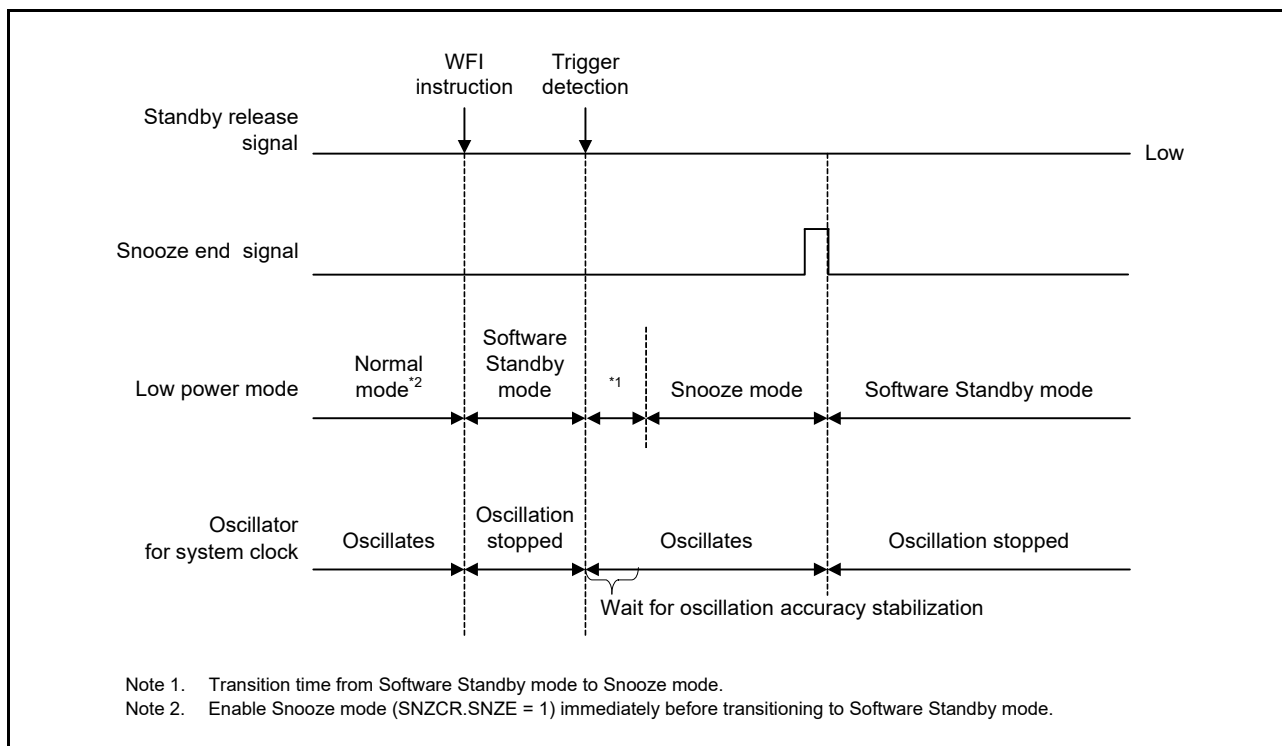 WFI
instruction
Trigger
detection
Standby release
signal
Low
Snooze end signal
Low power mode
Normal
mode*2
Software
Standby
mode
*1
Snooze mode
Software Standby mode
Oscillator
for system clock
Oscillates
Oscillation
stopped
Oscillates
Oscillation stopped
Wait for oscillation accuracy stabilization
Note 1. Transition time from Software Standby mode to Snooze mode.
Note 2. Enable Snooze mode (SNZCR.SNZE = 1) immediately before transitioning to Software Standby mode.